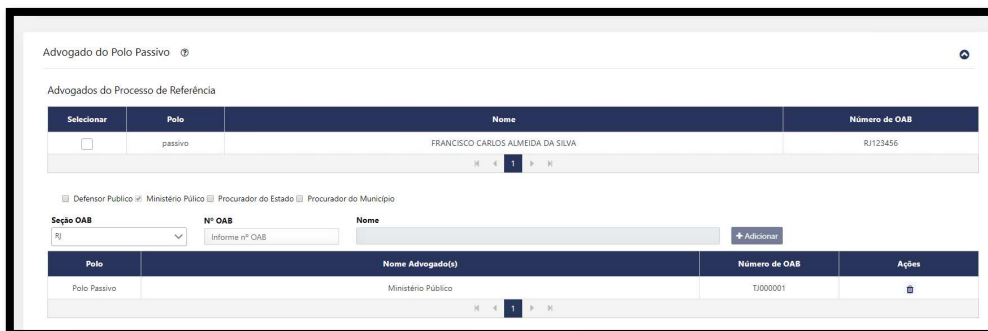 Advogado do Polo Passivo ?
Advogados do Processo de Referência
Selecionar Polo Nome Número de OAB
passivo FRANCISCO CARLOS ALMEIDA DA SILVA RJ123456
1
Defensor Publico Ministério Púlico Procurador do Estado Procurador do Município
Seção OAB Nº OAB Nome
RJ Informe nº OAB + Adicionar
Polo Nome Advogado(s) Número de OAB Ações
Polo Passivo Ministério Público TJ000001
1